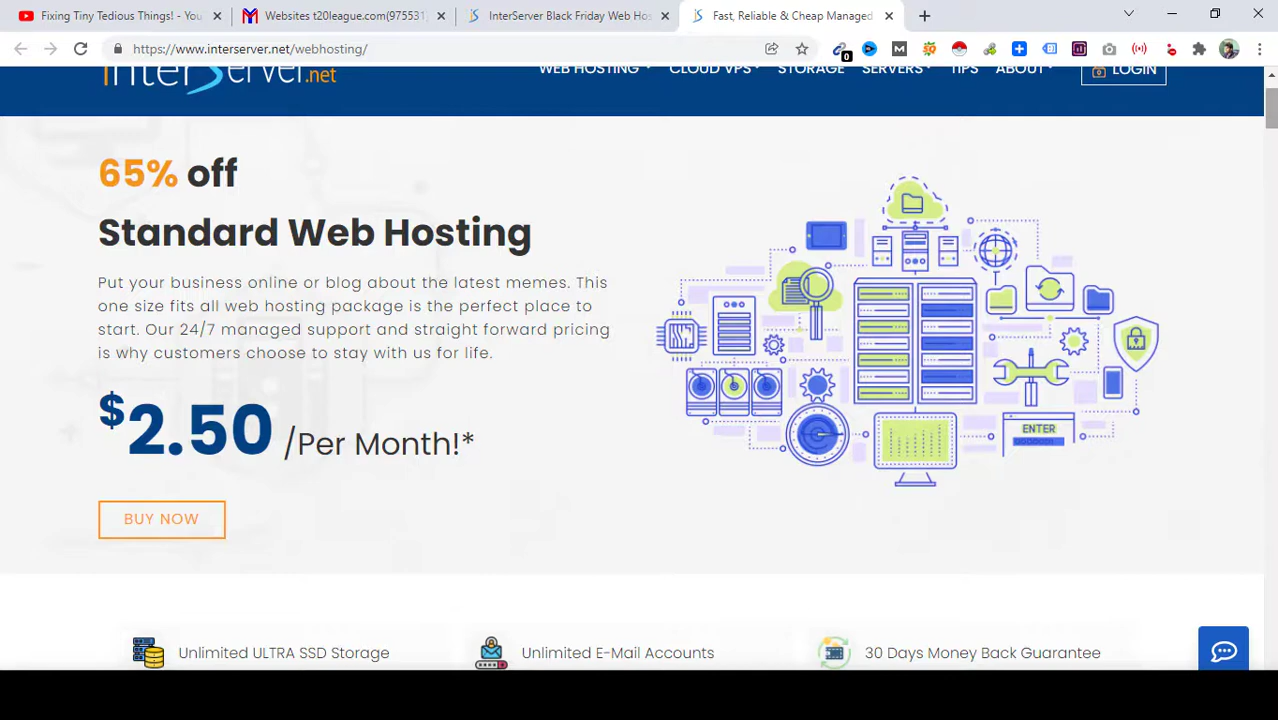 Fixing Tiny Tedious Things! - You
Websites t20league.com(975531)
InterServer Black Friday Web Hos
Fast, Reliable & Cheap Managed
https://www.interserver.net/webhosting/
0
InterServer.net
WEB HOSTING
CLOUD VPS
STORAGE
SERVERS
TIPS
ABOUT
LOGIN
65% off
Standard Web Hosting
Put your business online or blog about the latest memes. This
one size fits all web hosting package is the perfect place to
start. Our 24/7 managed support and straight forward pricing
is why customers choose to stay with us for life.
$2.50 /Per Month!*
BUY NOW
ENTER
Unlimited ULTRA SSD Storage
Unlimited E-Mail Accounts
30 Days Money Back Guarantee